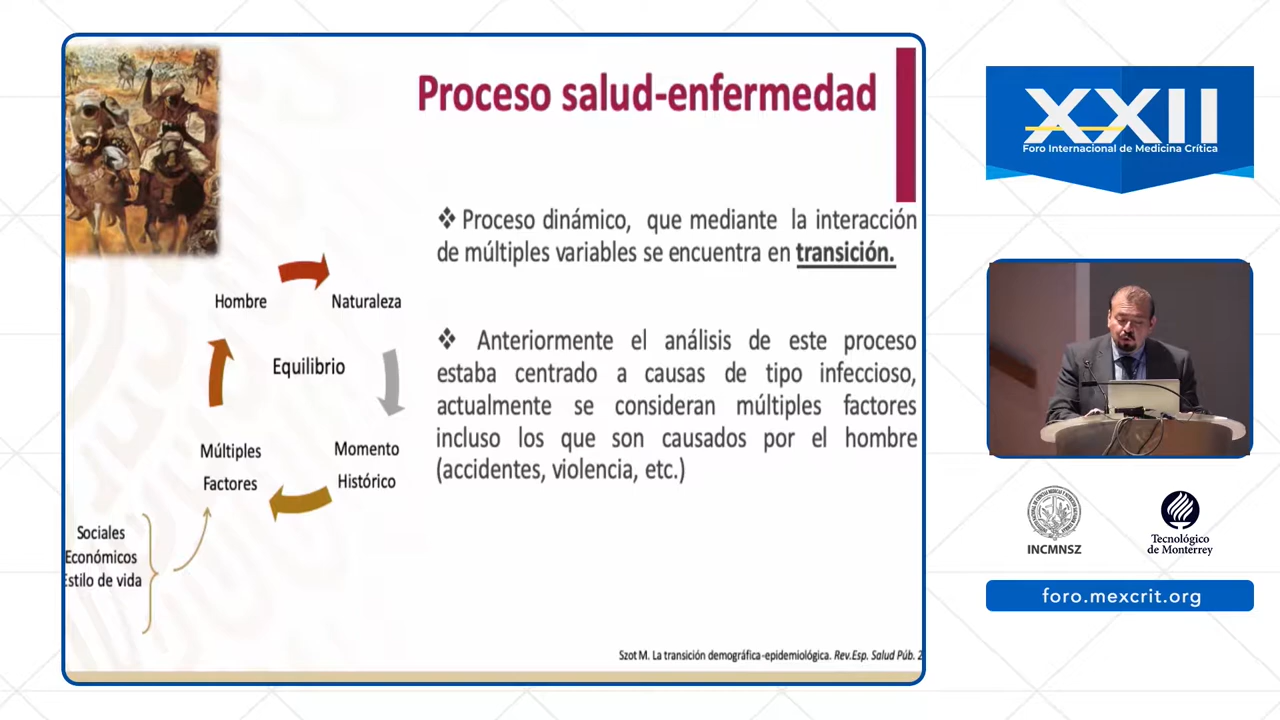 Proceso salud-enfermedad
❖ Proceso dinámico, que mediante la interacción
de múltiples variables se encuentra en transición.
❖ Anteriormente el análisis de este proceso
estaba centrado a causas de tipo infeccioso,
actualmente se consideran múltiples factores
incluso los que son causados por el hombre
(accidentes, violencia, etc.)
Hombre
Naturaleza
Equilibrio
Momento
Histórico
Múltiples
Factores
Sociales
Económicos
Estilo de vida
Szot M. La transición demográfica-epidemiológica. Rev.Esp. Salud Púb. 2
XXII
Foro Internacional de Medicina Crítica
INCMNSZ
Tecnológico
de Monterrey
foro.mexcrit.org